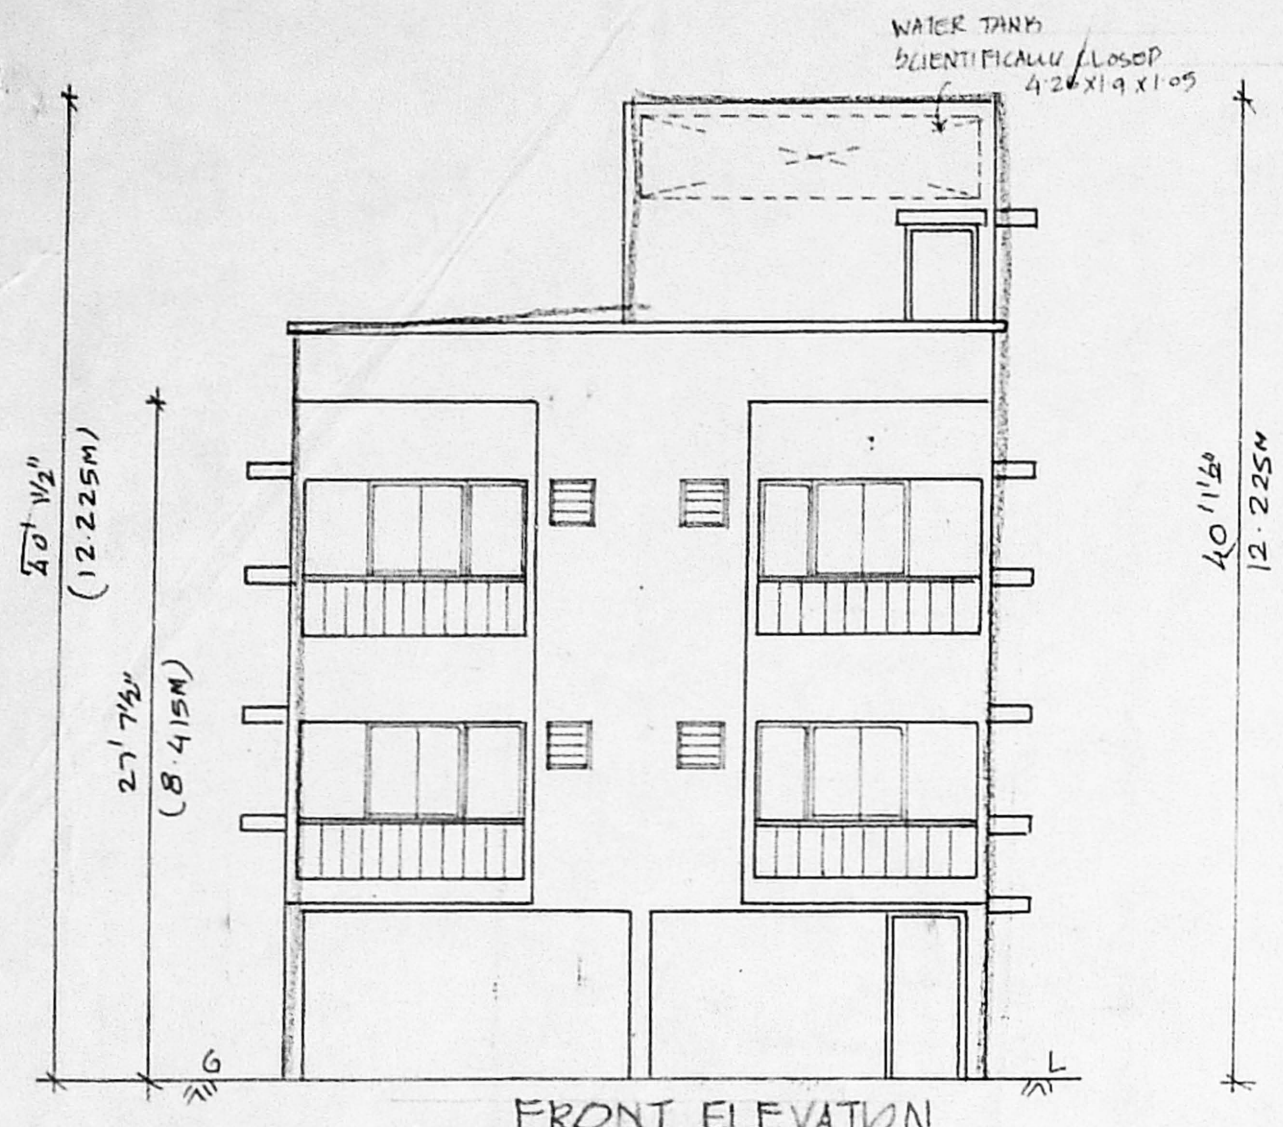 WATER TANK
SCIENTIFICALLY CLOSED
4.26 X 1.9 X 1.05
40' 1½"
(12.225M)
27' 7½"
(8.415M)
40' 1½"
12.225M
G
L
FRONT ELEVATION